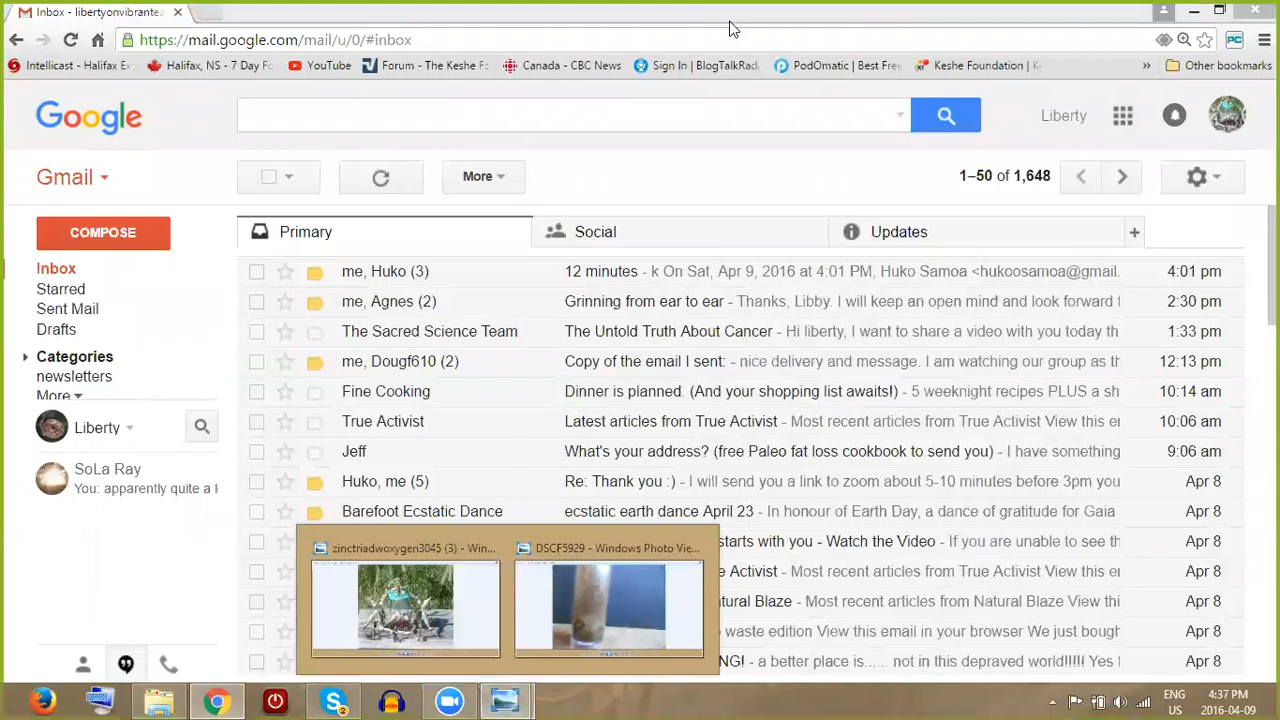 Inbox - libertyonvibrantea
https://mail.google.com/mail/u/0/#inbox
Intellicast - Halifax Ex Halifax, NS - 7 Day Fo YouTube Forum - The Keshe Fo Canada - CBC News Sign In | BlogTalkRad PodOmatic | Best Free Keshe Foundation | K » Other bookmarks
Google
Liberty
Gmail
More
1–50 of 1,648
COMPOSE
Primary
Social
Updates
+
Inbox
Starred
Sent Mail
Drafts
Categories
newsletters
More
Liberty
SoLa Ray
You: apparently quite a l
me, Huko (3) 12 minutes - k On Sat, Apr 9, 2016 at 4:01 PM, Huko Samoa <hukoosamoa@gmail. 4:01 pm
me, Agnes (2) Grinning from ear to ear - Thanks, Libby. I will keep an open mind and look forward t 2:30 pm
The Sacred Science Team The Untold Truth About Cancer - Hi liberty, I want to share a video with you today th 1:33 pm
me, Dougf610 (2) Copy of the email I sent: - nice delivery and message. I am watching our group as th 12:13 pm
Fine Cooking Dinner is planned. (And your shopping list awaits!) - 5 weeknight recipes PLUS a sh 10:14 am
True Activist Latest articles from True Activist - Most recent articles from True Activist View this er 10:06 am
Jeff What's your address? (free Paleo fat loss cookbook to send you) - I have something 9:06 am
Huko, me (5) Re: Thank you :) - I will send you a link to zoom about 5-10 minutes before 3pm you Apr 8
Barefoot Ecstatic Dance ecstatic earth dance April 23 - In honour of Earth Day, a dance of gratitude for Gaia Apr 8
starts with you - Watch the Video - If you are unable to see Apr 8
e Activist - Most recent articles from True Activist View this er Apr 8
tural Blaze - Most recent articles from Natural Blaze View this Apr 8
waste edition View this email in your browser We just bough Apr 8
NG! - a better place is...... not in this depraved world!!!!! Yes f Apr 8
zinctriadwoxygen3045 (3) - Win...
DSCF5929 - Windows Photo Vie...
PC
2
ENG
US
4:37 PM
2016-04-09